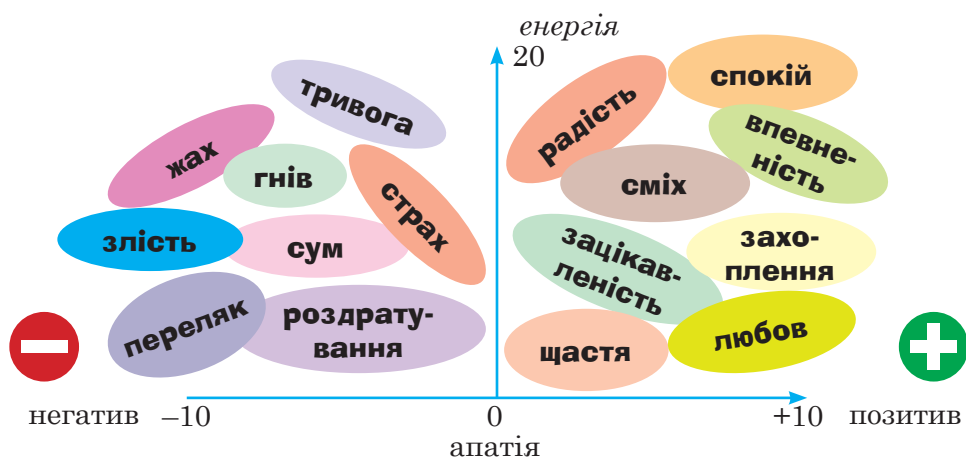 енергія
20
тривога
жах
гнів
страх
злість
сум
переляк
роздрату-
вання
радість
спокій
впевне-
ність
сміх
зацікав-
леність
захо-
плення
щастя
любов
негатив
–10
0
+10
позитив
апатія